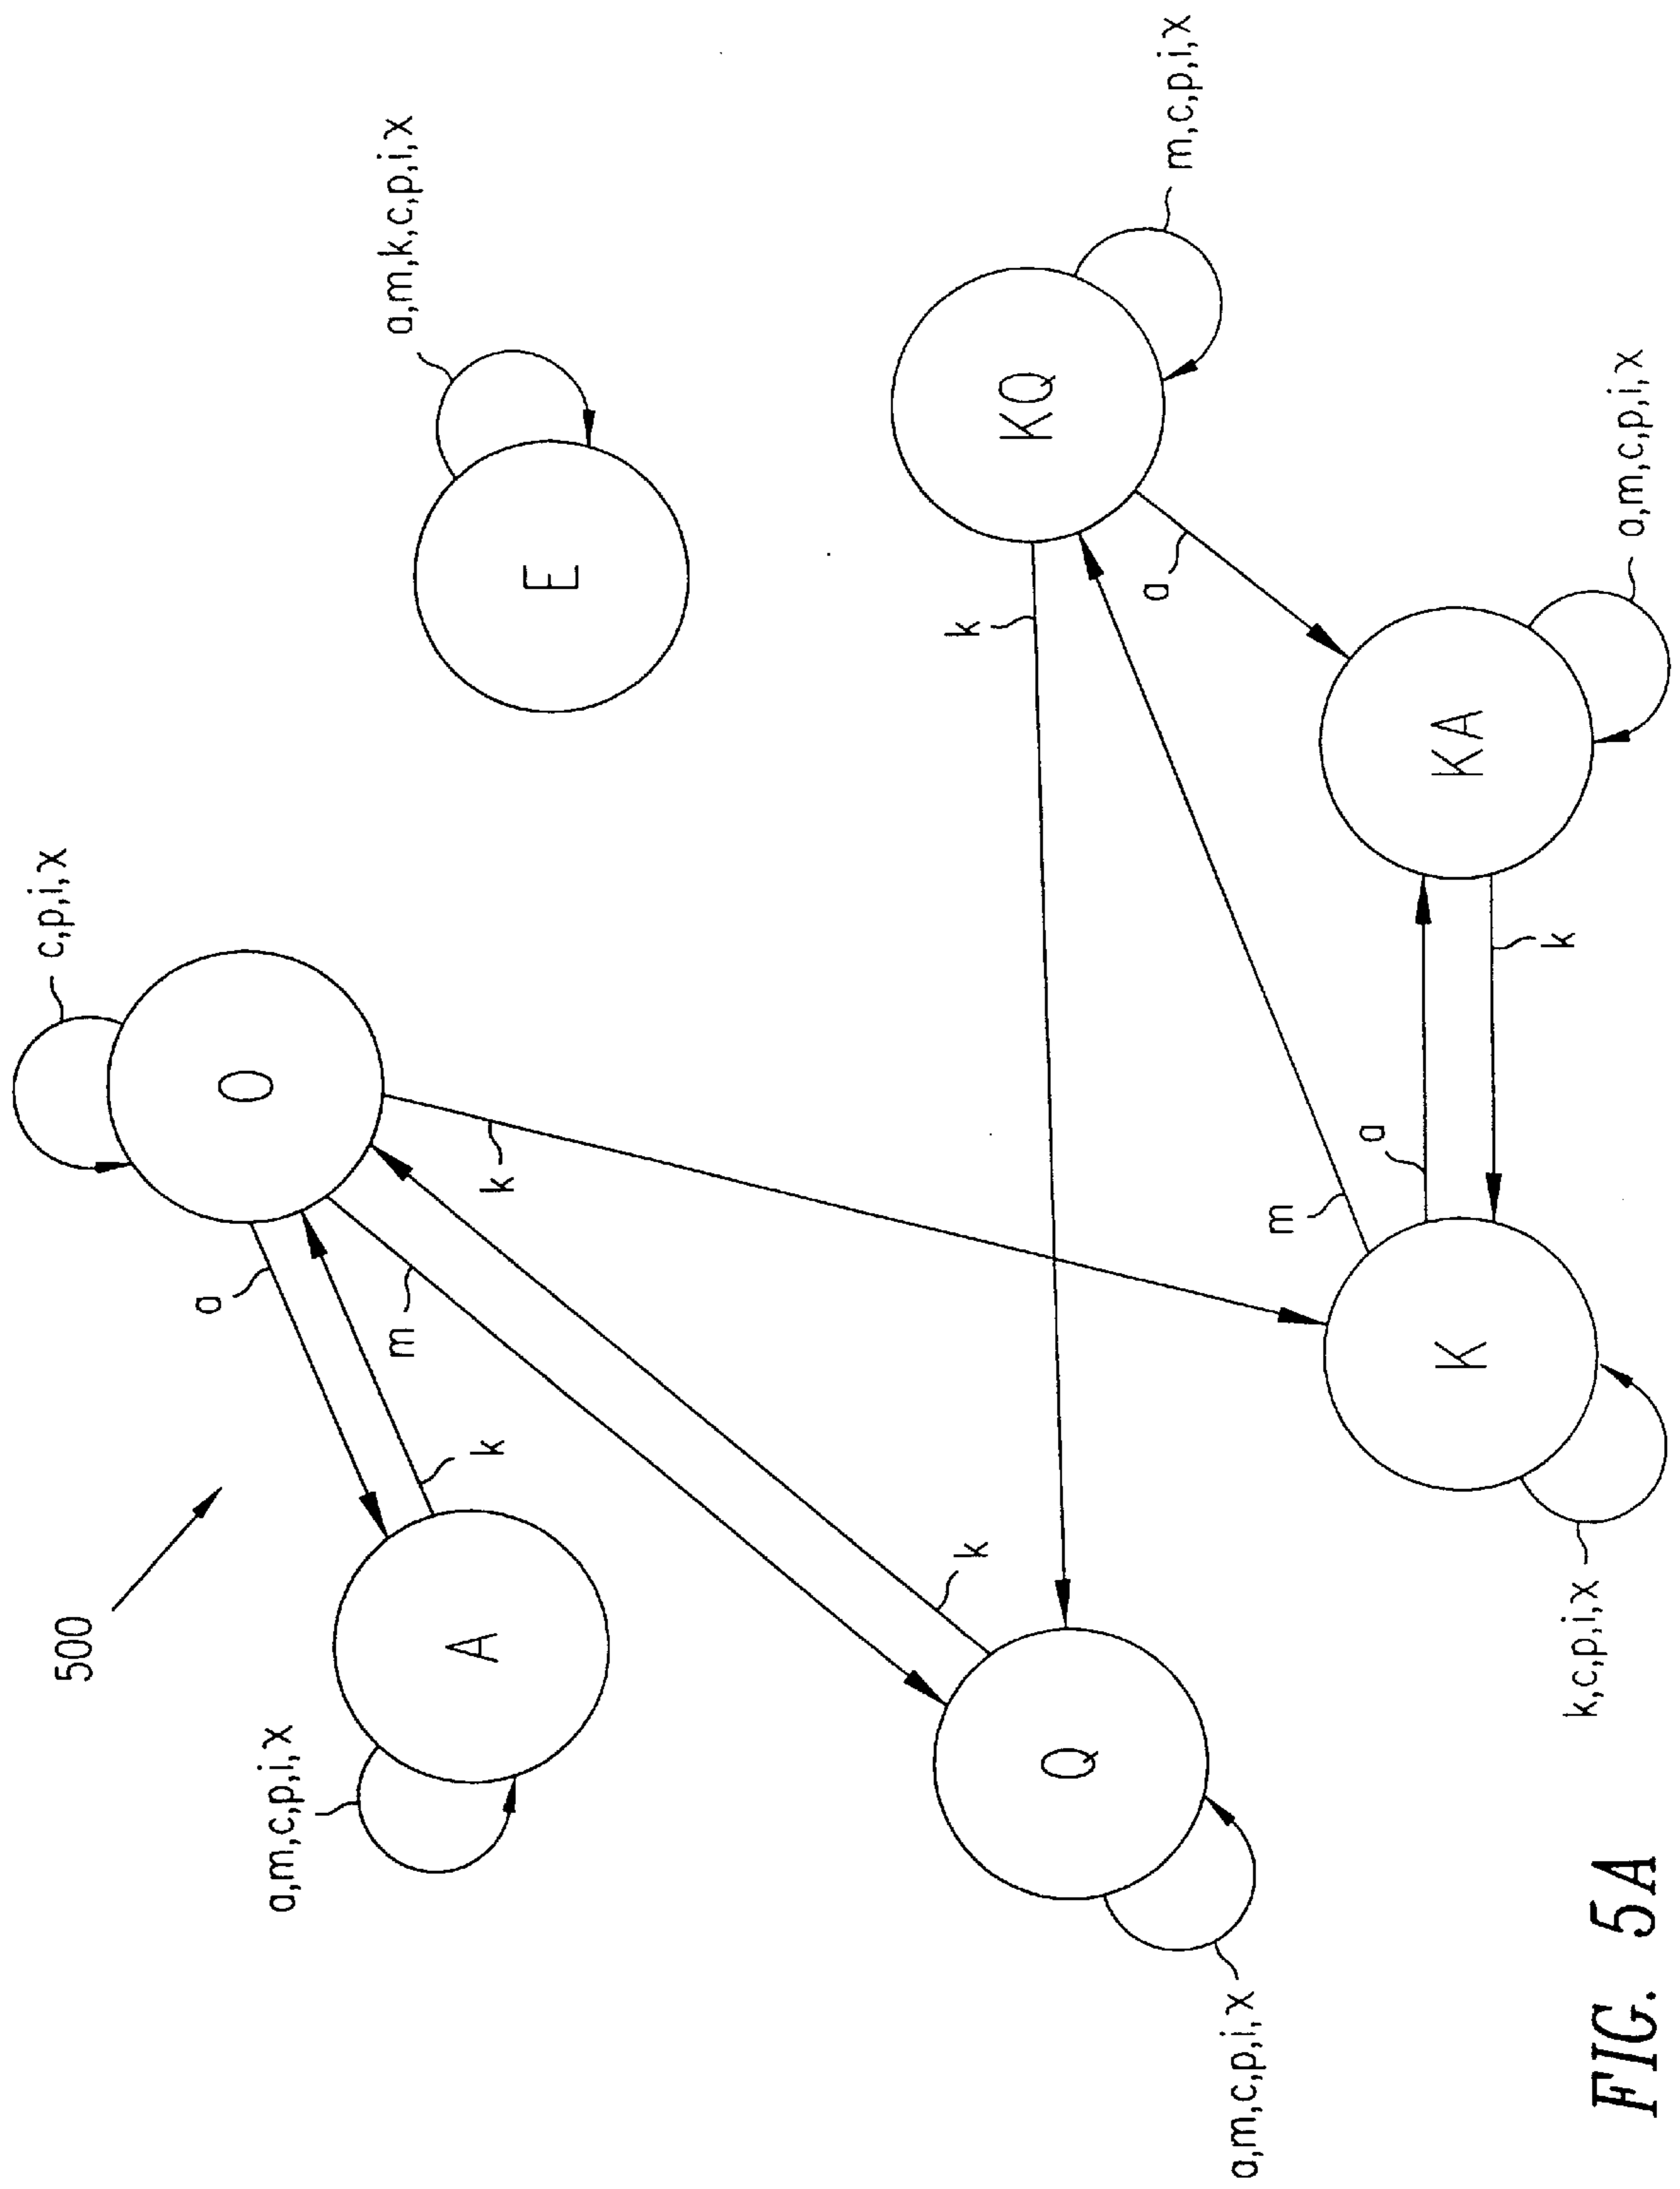 500
c,p,i,x
a
O
a,m,c,p,i,x
m
a,m,k,c,p,i,x
A
k
k
E
k
k
KQ
Q
a
m,c,p,i,x
a,m,c,p,i,x
m
a
K
KA
k
k,c,p,i,x
a,m,c,p,i,x
FIG. 5A